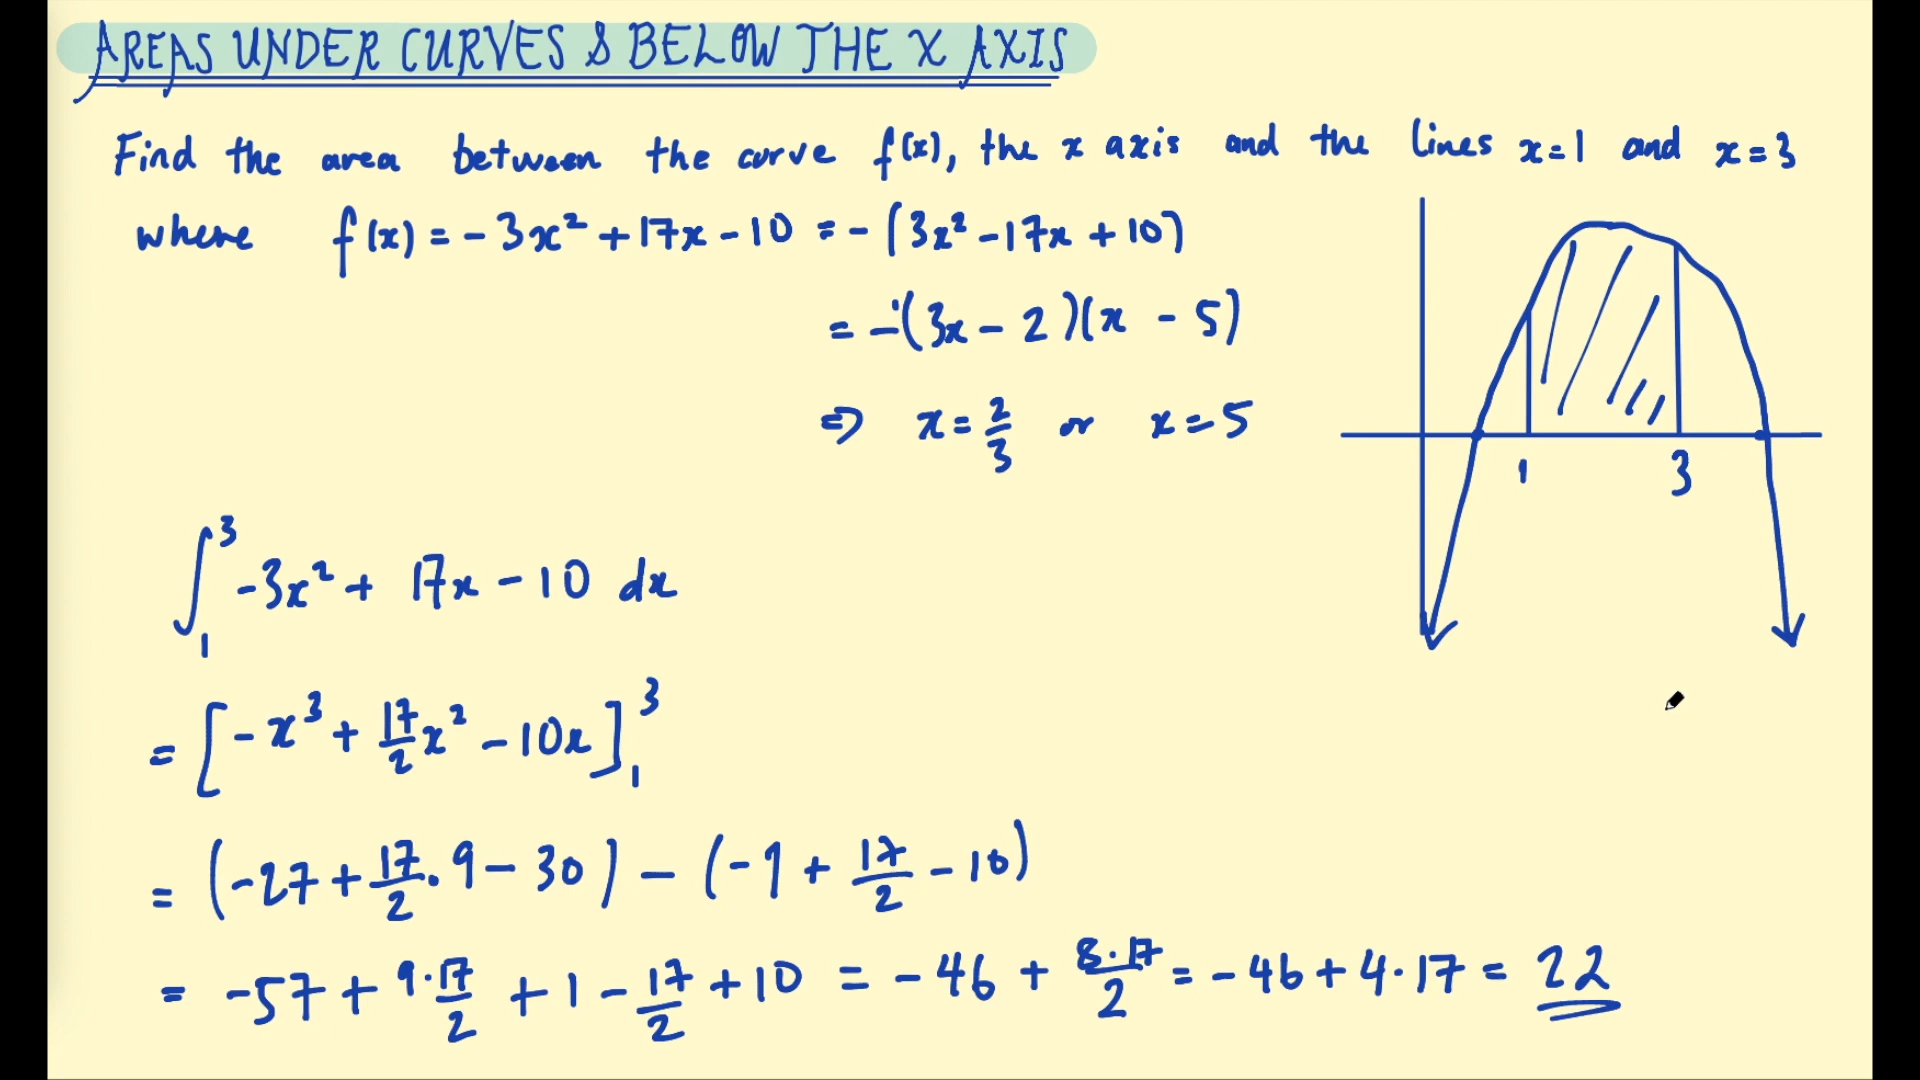 AREAS UNDER CURVES & BELOW THE X AXIS
Find the area between the curve f(x), the x axis and the lines x=1 and x=3
where f(x) = -3x² + 17x - 10 = -(3x² - 17x + 10)
= -(3x - 2)(x - 5)
⇒ x = 2/3 or x = 5
1 3
∫₁³ -3x² + 17x - 10 dx
= [-x³ + 17/2 x² - 10x]₁³
= (-27 + 17/2 · 9 - 30) - (-1 + 17/2 - 10)
= -57 + 9·17/2 + 1 - 17/2 + 10 = -46 + 8·17/2 = -46 + 4·17 = 22